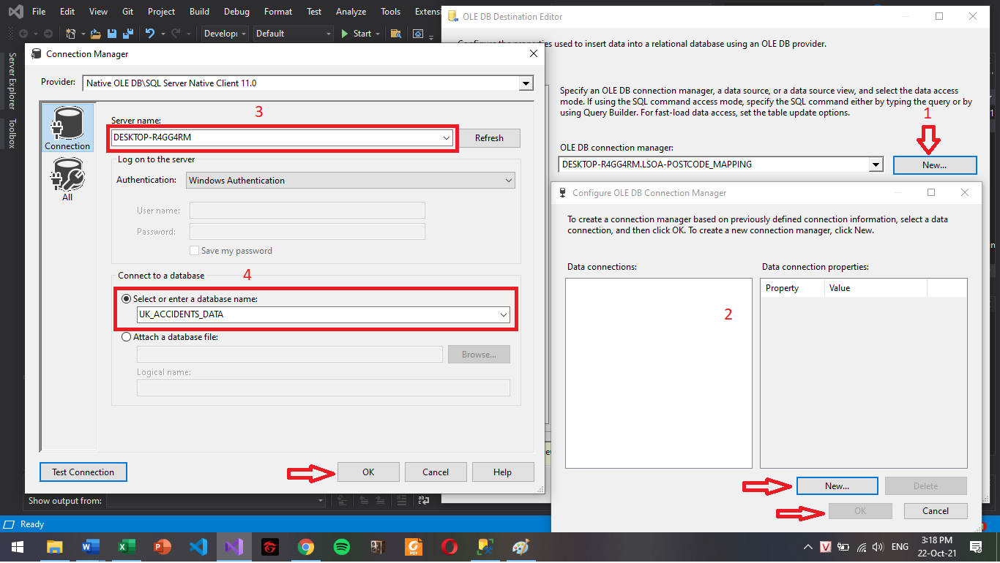 File Edit View Git Project Build Debug Format Test Analyze Tools Extens
Develop Default Start
Server Explorer
Toolbox
OLE DB Destination Editor
used to insert data into a relational database using an OLE DB provider.
Specify an OLE DB connection manager, a data source, or a data source view, and select the data access
mode. If using the SQL command access mode, specify the SQL command either by typing the query or by
using Query Builder. For fast-load data access, set the table update options.
1
OLE DB connection manager:
DESKTOP-R4GG4RM.LSOA-POSTCODE_MAPPING
New...
Connection Manager
Provider: Native OLE DB\SQL Server Native Client 11.0
Connection
All
3
Server name:
DESKTOP-R4GG4RM
Refresh
Log on to the server
Authentication: Windows Authentication
User name:
Password:
Save my password
Connect to a database 4
Select or enter a database name:
UK_ACCIDENTS_DATA
Attach a database file:
Browse...
Logical name:
Test Connection OK Cancel Help
Configure OLE DB Connection Manager
To create a connection manager based on previously defined connection information, select a data
connection, and then click OK. To create a new connection manager, click New.
Data connections:
Data connection properties:
Property Value
2
New... Delete
OK Cancel
Show output from:
Ready
V ENG
3:18 PM
22-Oct-21